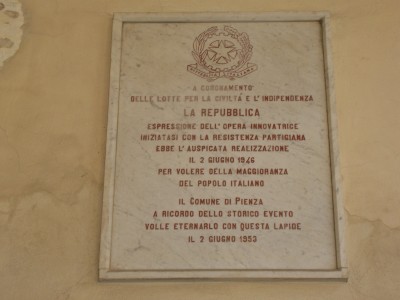 REPUBBLICA ITALIANA
A CORONAMENTO
DELLE LOTTE PER LA CIVILTÀ E L'INDIPENDENZA
LA REPUBBLICA
ESPRESSIONE DELL'OPERA INNOVATRICE
INIZIATASI CON LA RESISTENZA PARTIGIANA
EBBE L'AUSPICATA REALIZZAZIONE
IL 2 GIUGNO 1946
PER VOLERE DELLA MAGGIORANZA
DEL POPOLO ITALIANO
IL COMUNE DI PIENZA
A RICORDO DELLO STORICO EVENTO
VOLLE ETERNARLO CON QUESTA LAPIDE
IL 2 GIUGNO 1953